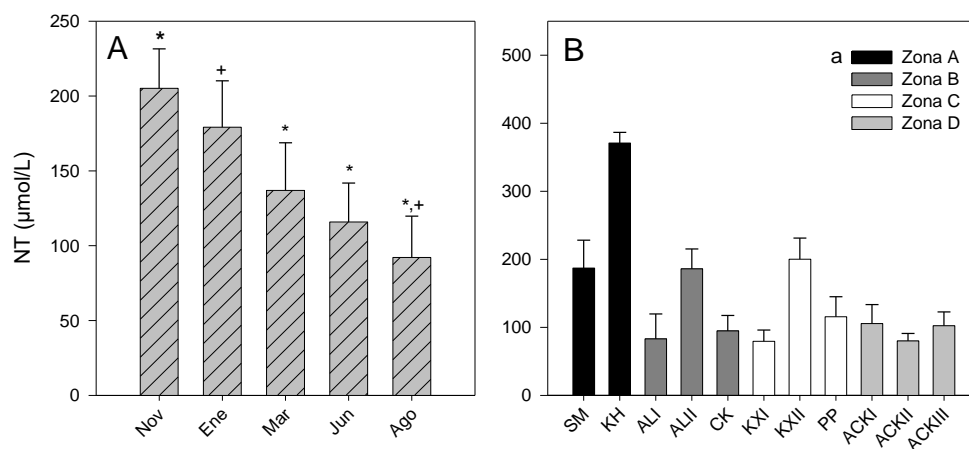 A
NT (µmol/L)
250
200
150
100
50
0
*
+
*
*
*,+
Nov
Ene
Mar
Jun
Ago
B
500
400
300
200
100
0
a
Zona A
Zona B
Zona C
Zona D
SM
KH
ALI
ALII
CK
KXI
KXII
PP
ACKI
ACKII
ACKIII